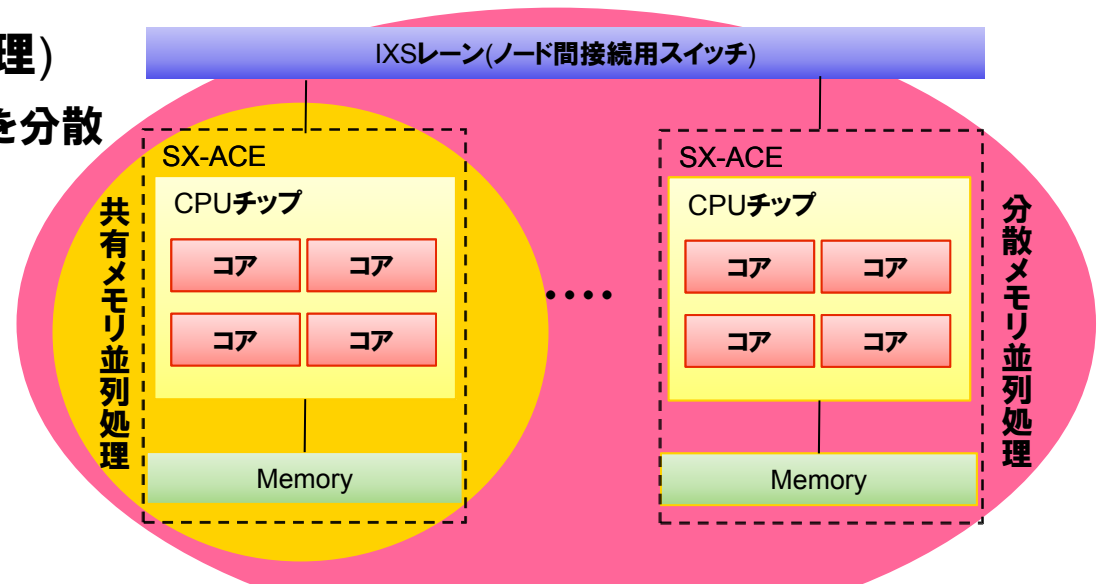 理)
を分散
IXSレーン(ノード間接続用スイッチ)
共有メモリ並列処理
SX-ACE
CPUチップ
コア コア
コア コア
Memory
････
SX-ACE
CPUチップ
コア コア
コア コア
Memory
分散メモリ並列処理